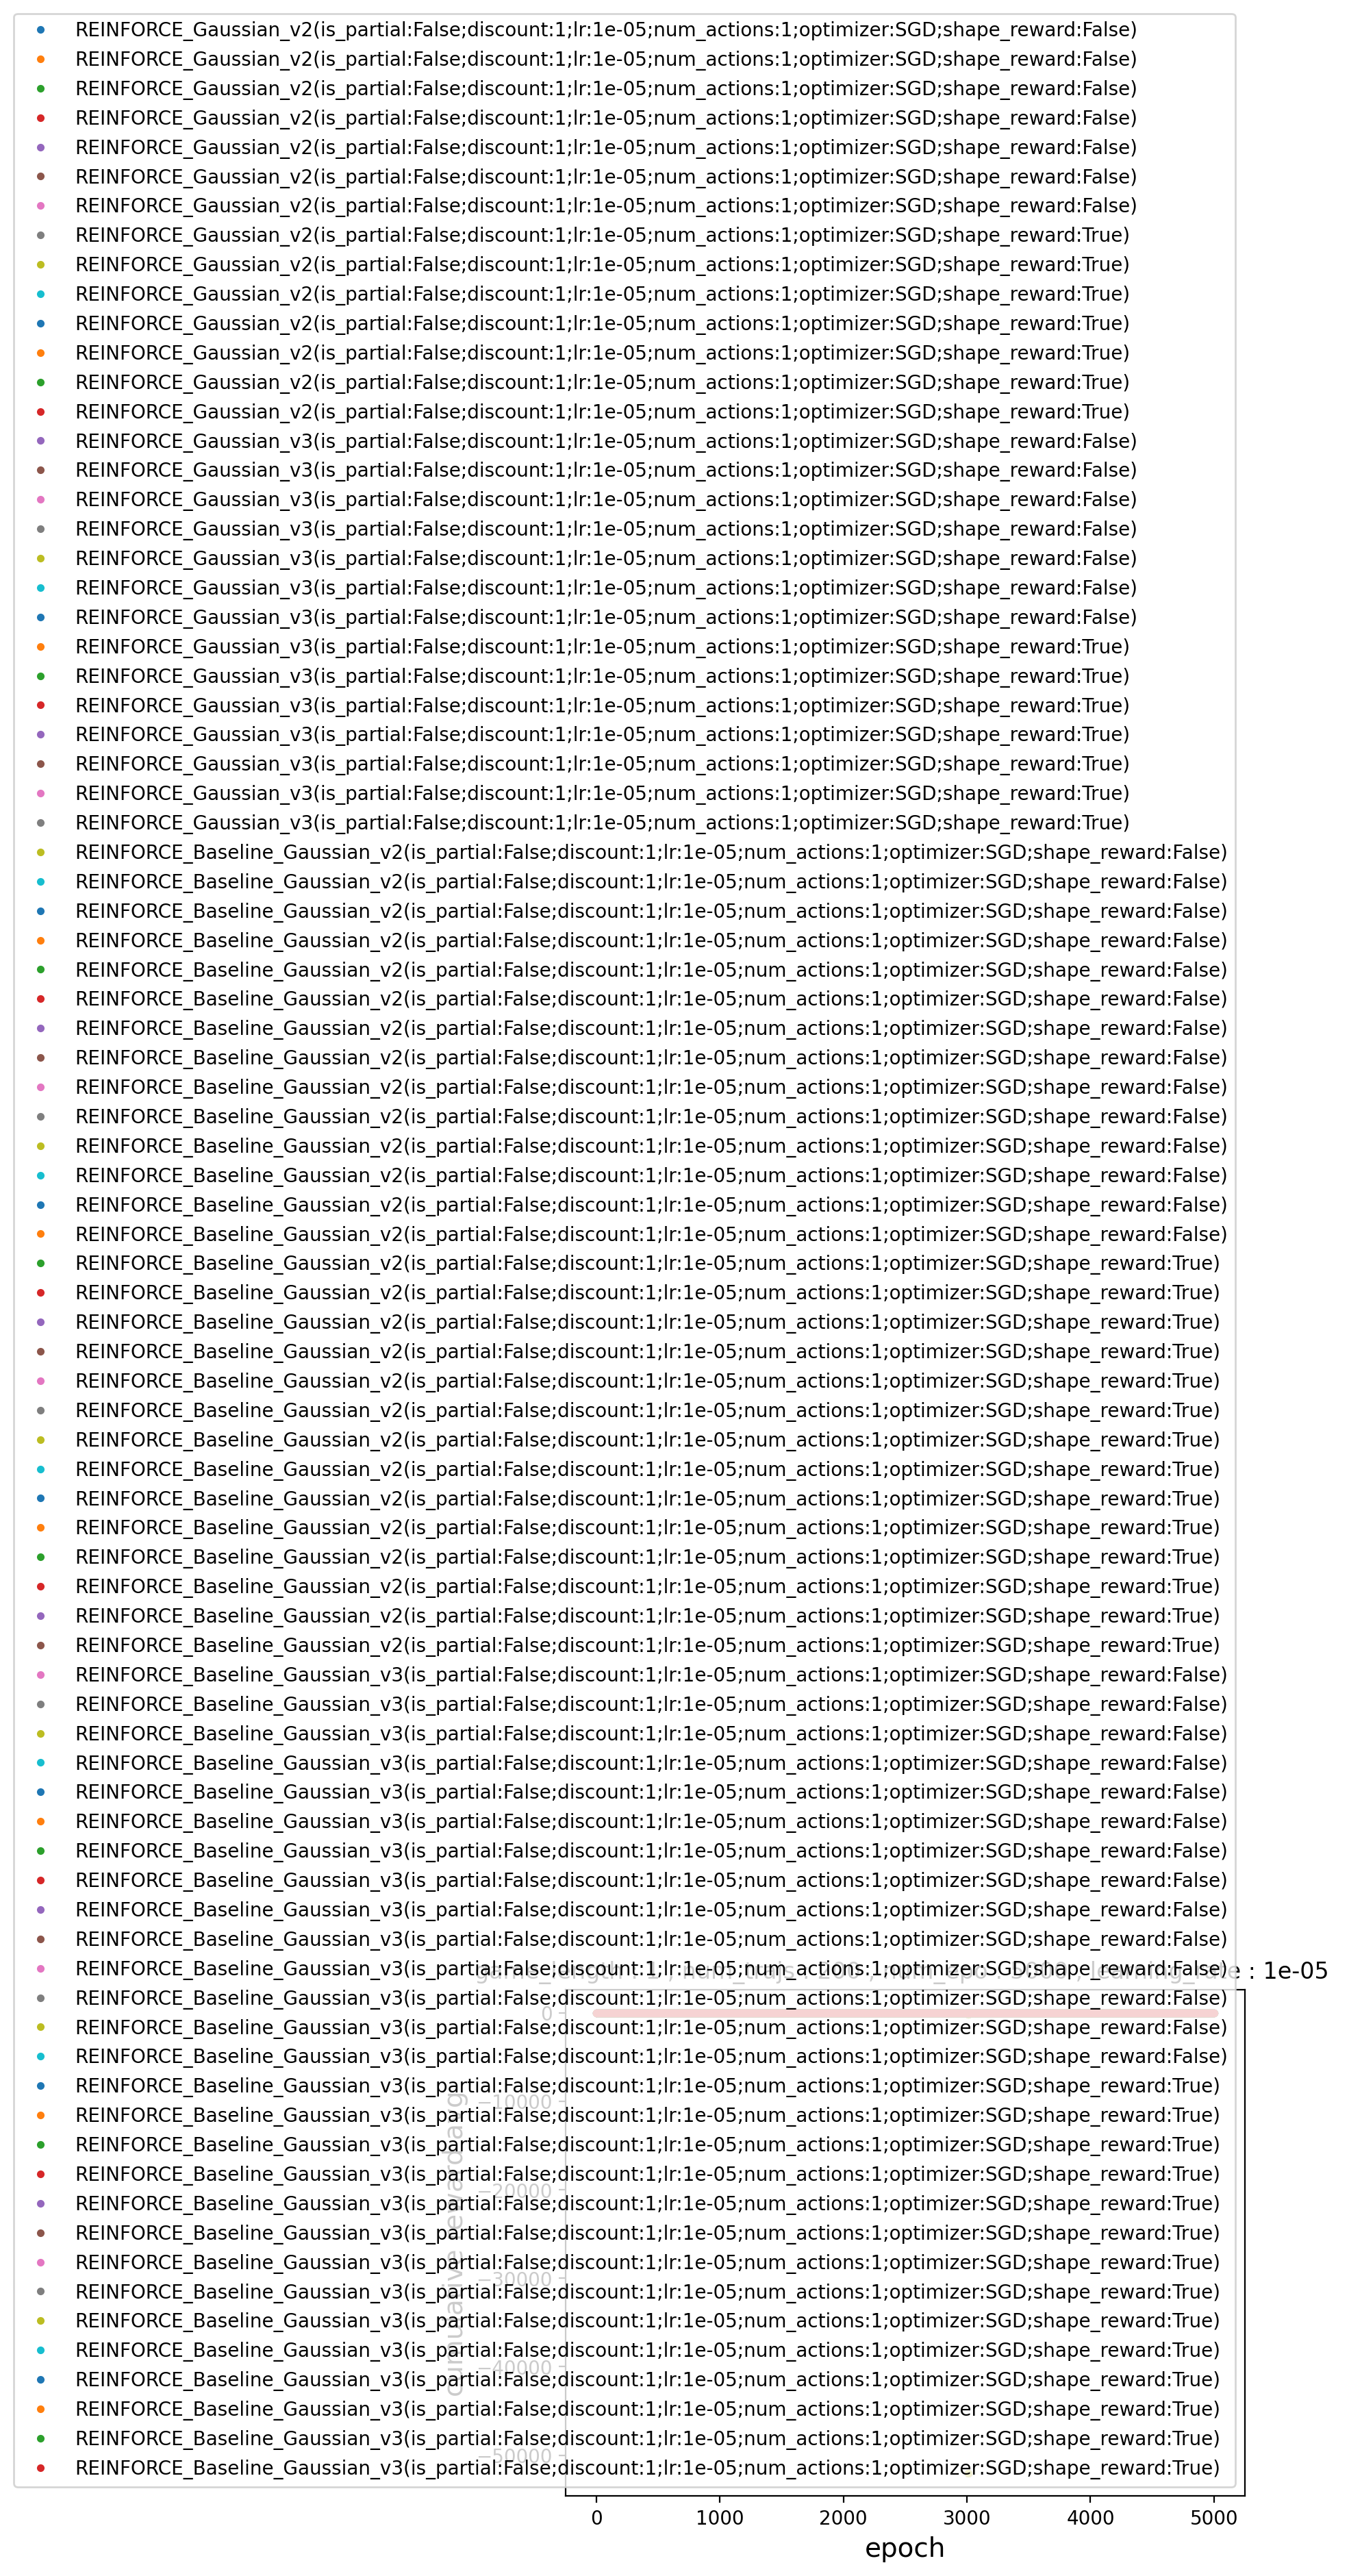 REINFORCE_Gaussian_v2(is_partial:False;discount:1;lr:1e-05;num_actions:1;optimizer:SGD;shape_reward:False)
REINFORCE_Gaussian_v2(is_partial:False;discount:1;lr:1e-05;num_actions:1;optimizer:SGD;shape_reward:False)
REINFORCE_Gaussian_v2(is_partial:False;discount:1;lr:1e-05;num_actions:1;optimizer:SGD;shape_reward:False)
REINFORCE_Gaussian_v2(is_partial:False;discount:1;lr:1e-05;num_actions:1;optimizer:SGD;shape_reward:False)
REINFORCE_Gaussian_v2(is_partial:False;discount:1;lr:1e-05;num_actions:1;optimizer:SGD;shape_reward:False)
REINFORCE_Gaussian_v2(is_partial:False;discount:1;lr:1e-05;num_actions:1;optimizer:SGD;shape_reward:False)
REINFORCE_Gaussian_v2(is_partial:False;discount:1;lr:1e-05;num_actions:1;optimizer:SGD;shape_reward:False)
REINFORCE_Gaussian_v2(is_partial:False;discount:1;lr:1e-05;num_actions:1;optimizer:SGD;shape_reward:True)
REINFORCE_Gaussian_v2(is_partial:False;discount:1;lr:1e-05;num_actions:1;optimizer:SGD;shape_reward:True)
REINFORCE_Gaussian_v2(is_partial:False;discount:1;lr:1e-05;num_actions:1;optimizer:SGD;shape_reward:True)
REINFORCE_Gaussian_v2(is_partial:False;discount:1;lr:1e-05;num_actions:1;optimizer:SGD;shape_reward:True)
REINFORCE_Gaussian_v2(is_partial:False;discount:1;lr:1e-05;num_actions:1;optimizer:SGD;shape_reward:True)
REINFORCE_Gaussian_v2(is_partial:False;discount:1;lr:1e-05;num_actions:1;optimizer:SGD;shape_reward:True)
REINFORCE_Gaussian_v2(is_partial:False;discount:1;lr:1e-05;num_actions:1;optimizer:SGD;shape_reward:True)
REINFORCE_Gaussian_v3(is_partial:False;discount:1;lr:1e-05;num_actions:1;optimizer:SGD;shape_reward:False)
REINFORCE_Gaussian_v3(is_partial:False;discount:1;lr:1e-05;num_actions:1;optimizer:SGD;shape_reward:False)
REINFORCE_Gaussian_v3(is_partial:False;discount:1;lr:1e-05;num_actions:1;optimizer:SGD;shape_reward:False)
REINFORCE_Gaussian_v3(is_partial:False;discount:1;lr:1e-05;num_actions:1;optimizer:SGD;shape_reward:False)
REINFORCE_Gaussian_v3(is_partial:False;discount:1;lr:1e-05;num_actions:1;optimizer:SGD;shape_reward:False)
REINFORCE_Gaussian_v3(is_partial:False;discount:1;lr:1e-05;num_actions:1;optimizer:SGD;shape_reward:False)
REINFORCE_Gaussian_v3(is_partial:False;discount:1;lr:1e-05;num_actions:1;optimizer:SGD;shape_reward:False)
REINFORCE_Gaussian_v3(is_partial:False;discount:1;lr:1e-05;num_actions:1;optimizer:SGD;shape_reward:True)
REINFORCE_Gaussian_v3(is_partial:False;discount:1;lr:1e-05;num_actions:1;optimizer:SGD;shape_reward:True)
REINFORCE_Gaussian_v3(is_partial:False;discount:1;lr:1e-05;num_actions:1;optimizer:SGD;shape_reward:True)
REINFORCE_Gaussian_v3(is_partial:False;discount:1;lr:1e-05;num_actions:1;optimizer:SGD;shape_reward:True)
REINFORCE_Gaussian_v3(is_partial:False;discount:1;lr:1e-05;num_actions:1;optimizer:SGD;shape_reward:True)
REINFORCE_Gaussian_v3(is_partial:False;discount:1;lr:1e-05;num_actions:1;optimizer:SGD;shape_reward:True)
REINFORCE_Gaussian_v3(is_partial:False;discount:1;lr:1e-05;num_actions:1;optimizer:SGD;shape_reward:True)
REINFORCE_Baseline_Gaussian_v2(is_partial:False;discount:1;lr:1e-05;num_actions:1;optimizer:SGD;shape_reward:False)
REINFORCE_Baseline_Gaussian_v2(is_partial:False;discount:1;lr:1e-05;num_actions:1;optimizer:SGD;shape_reward:False)
REINFORCE_Baseline_Gaussian_v2(is_partial:False;discount:1;lr:1e-05;num_actions:1;optimizer:SGD;shape_reward:False)
REINFORCE_Baseline_Gaussian_v2(is_partial:False;discount:1;lr:1e-05;num_actions:1;optimizer:SGD;shape_reward:False)
REINFORCE_Baseline_Gaussian_v2(is_partial:False;discount:1;lr:1e-05;num_actions:1;optimizer:SGD;shape_reward:False)
REINFORCE_Baseline_Gaussian_v2(is_partial:False;discount:1;lr:1e-05;num_actions:1;optimizer:SGD;shape_reward:False)
REINFORCE_Baseline_Gaussian_v2(is_partial:False;discount:1;lr:1e-05;num_actions:1;optimizer:SGD;shape_reward:False)
REINFORCE_Baseline_Gaussian_v2(is_partial:False;discount:1;lr:1e-05;num_actions:1;optimizer:SGD;shape_reward:False)
REINFORCE_Baseline_Gaussian_v2(is_partial:False;discount:1;lr:1e-05;num_actions:1;optimizer:SGD;shape_reward:False)
REINFORCE_Baseline_Gaussian_v2(is_partial:False;discount:1;lr:1e-05;num_actions:1;optimizer:SGD;shape_reward:False)
REINFORCE_Baseline_Gaussian_v2(is_partial:False;discount:1;lr:1e-05;num_actions:1;optimizer:SGD;shape_reward:False)
REINFORCE_Baseline_Gaussian_v2(is_partial:False;discount:1;lr:1e-05;num_actions:1;optimizer:SGD;shape_reward:False)
REINFORCE_Baseline_Gaussian_v2(is_partial:False;discount:1;lr:1e-05;num_actions:1;optimizer:SGD;shape_reward:False)
REINFORCE_Baseline_Gaussian_v2(is_partial:False;discount:1;lr:1e-05;num_actions:1;optimizer:SGD;shape_reward:False)
REINFORCE_Baseline_Gaussian_v2(is_partial:False;discount:1;lr:1e-05;num_actions:1;optimizer:SGD;shape_reward:True)
REINFORCE_Baseline_Gaussian_v2(is_partial:False;discount:1;lr:1e-05;num_actions:1;optimizer:SGD;shape_reward:True)
REINFORCE_Baseline_Gaussian_v2(is_partial:False;discount:1;lr:1e-05;num_actions:1;optimizer:SGD;shape_reward:True)
REINFORCE_Baseline_Gaussian_v2(is_partial:False;discount:1;lr:1e-05;num_actions:1;optimizer:SGD;shape_reward:True)
REINFORCE_Baseline_Gaussian_v2(is_partial:False;discount:1;lr:1e-05;num_actions:1;optimizer:SGD;shape_reward:True)
REINFORCE_Baseline_Gaussian_v2(is_partial:False;discount:1;lr:1e-05;num_actions:1;optimizer:SGD;shape_reward:True)
REINFORCE_Baseline_Gaussian_v2(is_partial:False;discount:1;lr:1e-05;num_actions:1;optimizer:SGD;shape_reward:True)
REINFORCE_Baseline_Gaussian_v2(is_partial:False;discount:1;lr:1e-05;num_actions:1;optimizer:SGD;shape_reward:True)
REINFORCE_Baseline_Gaussian_v2(is_partial:False;discount:1;lr:1e-05;num_actions:1;optimizer:SGD;shape_reward:True)
REINFORCE_Baseline_Gaussian_v2(is_partial:False;discount:1;lr:1e-05;num_actions:1;optimizer:SGD;shape_reward:True)
REINFORCE_Baseline_Gaussian_v2(is_partial:False;discount:1;lr:1e-05;num_actions:1;optimizer:SGD;shape_reward:True)
REINFORCE_Baseline_Gaussian_v2(is_partial:False;discount:1;lr:1e-05;num_actions:1;optimizer:SGD;shape_reward:True)
REINFORCE_Baseline_Gaussian_v2(is_partial:False;discount:1;lr:1e-05;num_actions:1;optimizer:SGD;shape_reward:True)
REINFORCE_Baseline_Gaussian_v2(is_partial:False;discount:1;lr:1e-05;num_actions:1;optimizer:SGD;shape_reward:True)
REINFORCE_Baseline_Gaussian_v3(is_partial:False;discount:1;lr:1e-05;num_actions:1;optimizer:SGD;shape_reward:False)
REINFORCE_Baseline_Gaussian_v3(is_partial:False;discount:1;lr:1e-05;num_actions:1;optimizer:SGD;shape_reward:False)
REINFORCE_Baseline_Gaussian_v3(is_partial:False;discount:1;lr:1e-05;num_actions:1;optimizer:SGD;shape_reward:False)
REINFORCE_Baseline_Gaussian_v3(is_partial:False;discount:1;lr:1e-05;num_actions:1;optimizer:SGD;shape_reward:False)
REINFORCE_Baseline_Gaussian_v3(is_partial:False;discount:1;lr:1e-05;num_actions:1;optimizer:SGD;shape_reward:False)
REINFORCE_Baseline_Gaussian_v3(is_partial:False;discount:1;lr:1e-05;num_actions:1;optimizer:SGD;shape_reward:False)
REINFORCE_Baseline_Gaussian_v3(is_partial:False;discount:1;lr:1e-05;num_actions:1;optimizer:SGD;shape_reward:False)
REINFORCE_Baseline_Gaussian_v3(is_partial:False;discount:1;lr:1e-05;num_actions:1;optimizer:SGD;shape_reward:False)
REINFORCE_Baseline_Gaussian_v3(is_partial:False;discount:1;lr:1e-05;num_actions:1;optimizer:SGD;shape_reward:False)
REINFORCE_Baseline_Gaussian_v3(is_partial:False;discount:1;lr:1e-05;num_actions:1;optimizer:SGD;shape_reward:False)
REINFORCE_Baseline_Gaussian_v3(is_partial:False;discount:1;lr:1e-05;num_actions:1;optimizer:SGD;shape_reward:False)
REINFORCE_Baseline_Gaussian_v3(is_partial:False;discount:1;lr:1e-05;num_actions:1;optimizer:SGD;shape_reward:False)
REINFORCE_Baseline_Gaussian_v3(is_partial:False;discount:1;lr:1e-05;num_actions:1;optimizer:SGD;shape_reward:False)
REINFORCE_Baseline_Gaussian_v3(is_partial:False;discount:1;lr:1e-05;num_actions:1;optimizer:SGD;shape_reward:False)
REINFORCE_Baseline_Gaussian_v3(is_partial:False;discount:1;lr:1e-05;num_actions:1;optimizer:SGD;shape_reward:True)
REINFORCE_Baseline_Gaussian_v3(is_partial:False;discount:1;lr:1e-05;num_actions:1;optimizer:SGD;shape_reward:True)
REINFORCE_Baseline_Gaussian_v3(is_partial:False;discount:1;lr:1e-05;num_actions:1;optimizer:SGD;shape_reward:True)
REINFORCE_Baseline_Gaussian_v3(is_partial:False;discount:1;lr:1e-05;num_actions:1;optimizer:SGD;shape_reward:True)
REINFORCE_Baseline_Gaussian_v3(is_partial:False;discount:1;lr:1e-05;num_actions:1;optimizer:SGD;shape_reward:True)
REINFORCE_Baseline_Gaussian_v3(is_partial:False;discount:1;lr:1e-05;num_actions:1;optimizer:SGD;shape_reward:True)
REINFORCE_Baseline_Gaussian_v3(is_partial:False;discount:1;lr:1e-05;num_actions:1;optimizer:SGD;shape_reward:True)
REINFORCE_Baseline_Gaussian_v3(is_partial:False;discount:1;lr:1e-05;num_actions:1;optimizer:SGD;shape_reward:True)
REINFORCE_Baseline_Gaussian_v3(is_partial:False;discount:1;lr:1e-05;num_actions:1;optimizer:SGD;shape_reward:True)
REINFORCE_Baseline_Gaussian_v3(is_partial:False;discount:1;lr:1e-05;num_actions:1;optimizer:SGD;shape_reward:True)
REINFORCE_Baseline_Gaussian_v3(is_partial:False;discount:1;lr:1e-05;num_actions:1;optimizer:SGD;shape_reward:True)
REINFORCE_Baseline_Gaussian_v3(is_partial:False;discount:1;lr:1e-05;num_actions:1;optimizer:SGD;shape_reward:True)
REINFORCE_Baseline_Gaussian_v3(is_partial:False;discount:1;lr:1e-05;num_actions:1;optimizer:SGD;shape_reward:True)
REINFORCE_Baseline_Gaussian_v3(is_partial:False;discount:1;lr:1e-05;num_actions:1;optimizer:SGD;shape_reward:True)
game_length : 1 , num_trajs : 200 , num_epo : 5000 , learning_rate : 1e-05
0
−10000
−20000
−30000
−40000
−50000
cumulative reward avg
0 1000 2000 3000 4000 5000
epoch